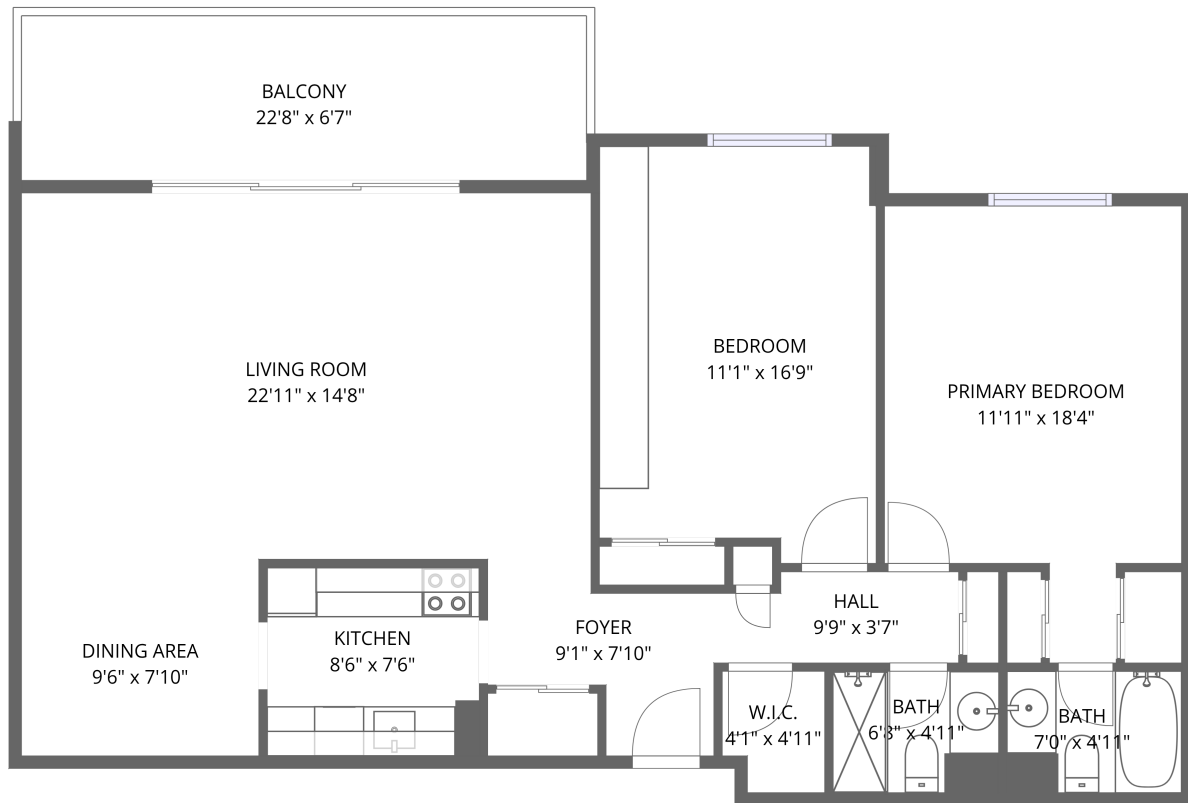 BALCONY
22'8" x 6'7"
LIVING ROOM
22'11" x 14'8"
BEDROOM
11'1" x 16'9"
PRIMARY BEDROOM
11'11" x 18'4"
DINING AREA
9'6" x 7'10"
KITCHEN
8'6" x 7'6"
FOYER
9'1" x 7'10"
HALL
9'9" x 3'7"
W.I.C.
4'1" x 4'11"
BATH
6'8" x 4'11"
BATH
7'0" x 4'11"